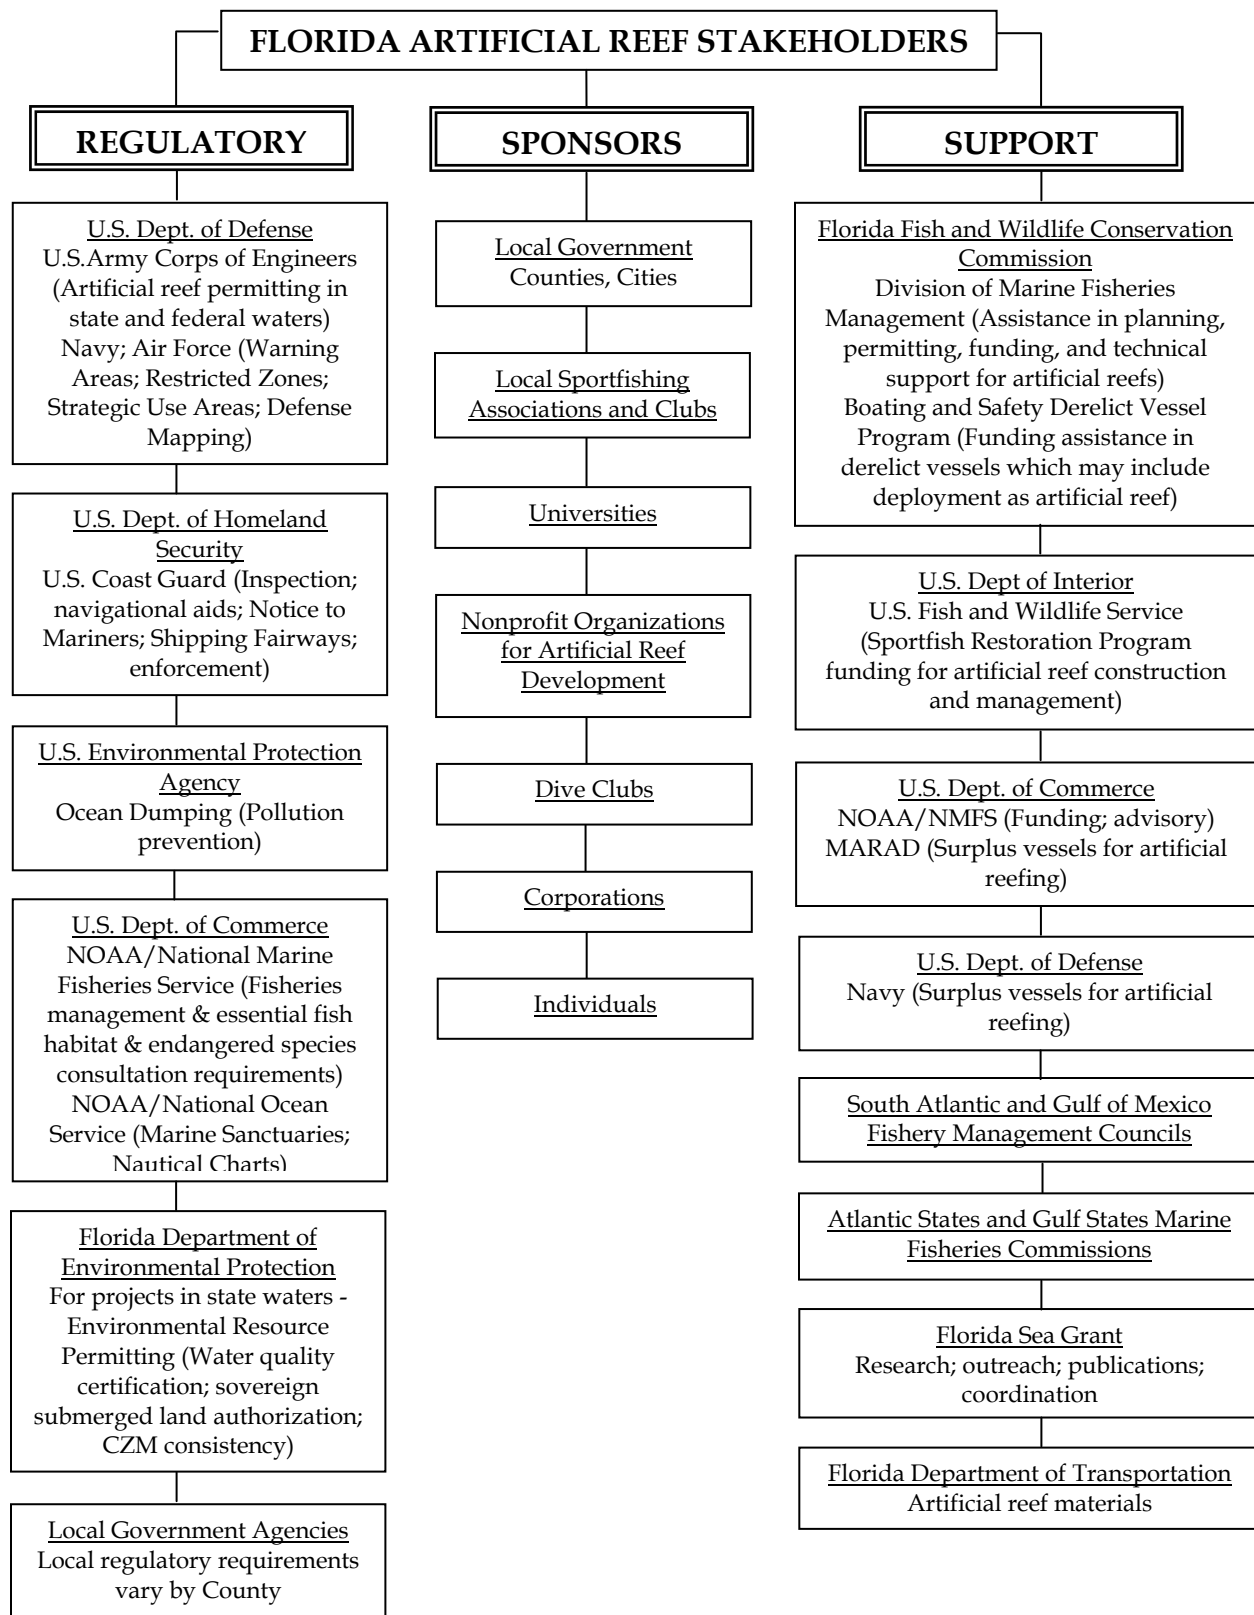 FLORIDA ARTIFICIAL REEF STAKEHOLDERS
REGULATORY
U.S. Dept. of Defense
U.S.Army Corps of Engineers
(Artificial reef permitting in
state and federal waters)
Navy; Air Force (Warning
Areas; Restricted Zones;
Strategic Use Areas; Defense
Mapping)
U.S. Dept. of Homeland
Security
U.S. Coast Guard (Inspection;
navigational aids; Notice to
Mariners; Shipping Fairways;
enforcement)
U.S. Environmental Protection
Agency
Ocean Dumping (Pollution
prevention)
U.S. Dept. of Commerce
NOAA/National Marine
Fisheries Service (Fisheries
management & essential fish
habitat & endangered species
consultation requirements)
NOAA/National Ocean
Service (Marine Sanctuaries;
Nautical Charts)
Florida Department of
Environmental Protection
For projects in state waters -
Environmental Resource
Permitting (Water quality
certification; sovereign
submerged land authorization;
CZM consistency)
Local Government Agencies
Local regulatory requirements
vary by County
SPONSORS
Local Government
Counties, Cities
Local Sportfishing
Associations and Clubs
Universities
Nonprofit Organizations
for Artificial Reef
Development
Dive Clubs
Corporations
Individuals
SUPPORT
Florida Fish and Wildlife Conservation
Commission
Division of Marine Fisheries
Management (Assistance in planning,
permitting, funding, and technical
support for artificial reefs)
Boating and Safety Derelict Vessel
Program (Funding assistance in
derelict vessels which may include
deployment as artificial reef)
U.S. Dept of Interior
U.S. Fish and Wildlife Service
(Sportfish Restoration Program
funding for artificial reef construction
and management)
U.S. Dept. of Commerce
NOAA/NMFS (Funding; advisory)
MARAD (Surplus vessels for artificial
reefing)
U.S. Dept. of Defense
Navy (Surplus vessels for artificial
reefing)
South Atlantic and Gulf of Mexico
Fishery Management Councils
Atlantic States and Gulf States Marine
Fisheries Commissions
Florida Sea Grant
Research; outreach; publications;
coordination
Florida Department of Transportation
Artificial reef materials